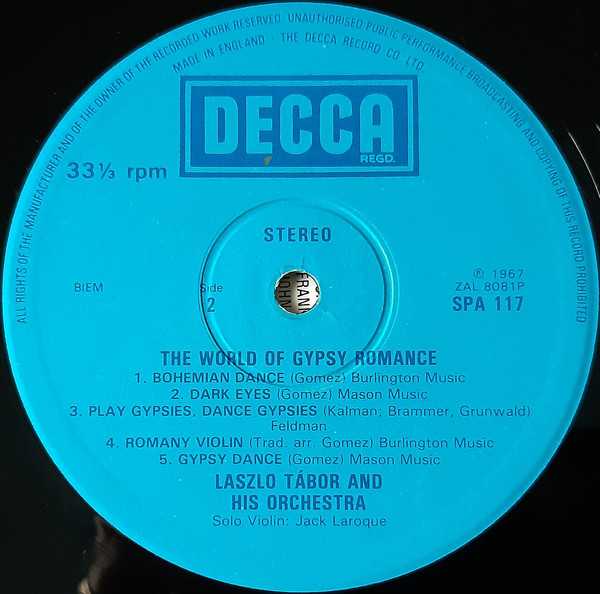 ALL RIGHTS OF THE MANUFACTURER AND OF THE OWNER OF THE RECORDED WORK RESERVED. UNAUTHORISED PUBLIC PERFORMANCE BROADCASTING AND COPYING OF THIS RECORD PROHIBITED
MADE IN ENGLAND · THE DECCA RECORD CO. LTD.
DECCA
REGD.
33⅓ rpm
STEREO
BIEM
Side
2
FRANK
JOHN
℗ 1967
ZAL 8081P
SPA 117
THE WORLD OF GYPSY ROMANCE
1. BOHEMIAN DANCE (Gomez) Burlington Music
2. DARK EYES (Gomez) Mason Music
3. PLAY GYPSIES, DANCE GYPSIES (Kalman; Brammer, Grunwald)
Feldman
4. ROMANY VIOLIN (Trad. arr. Gomez) Burlington Music
5. GYPSY DANCE (Gomez) Mason Music
LASZLO TÁBOR AND
HIS ORCHESTRA
Solo Violin: Jack Laroque